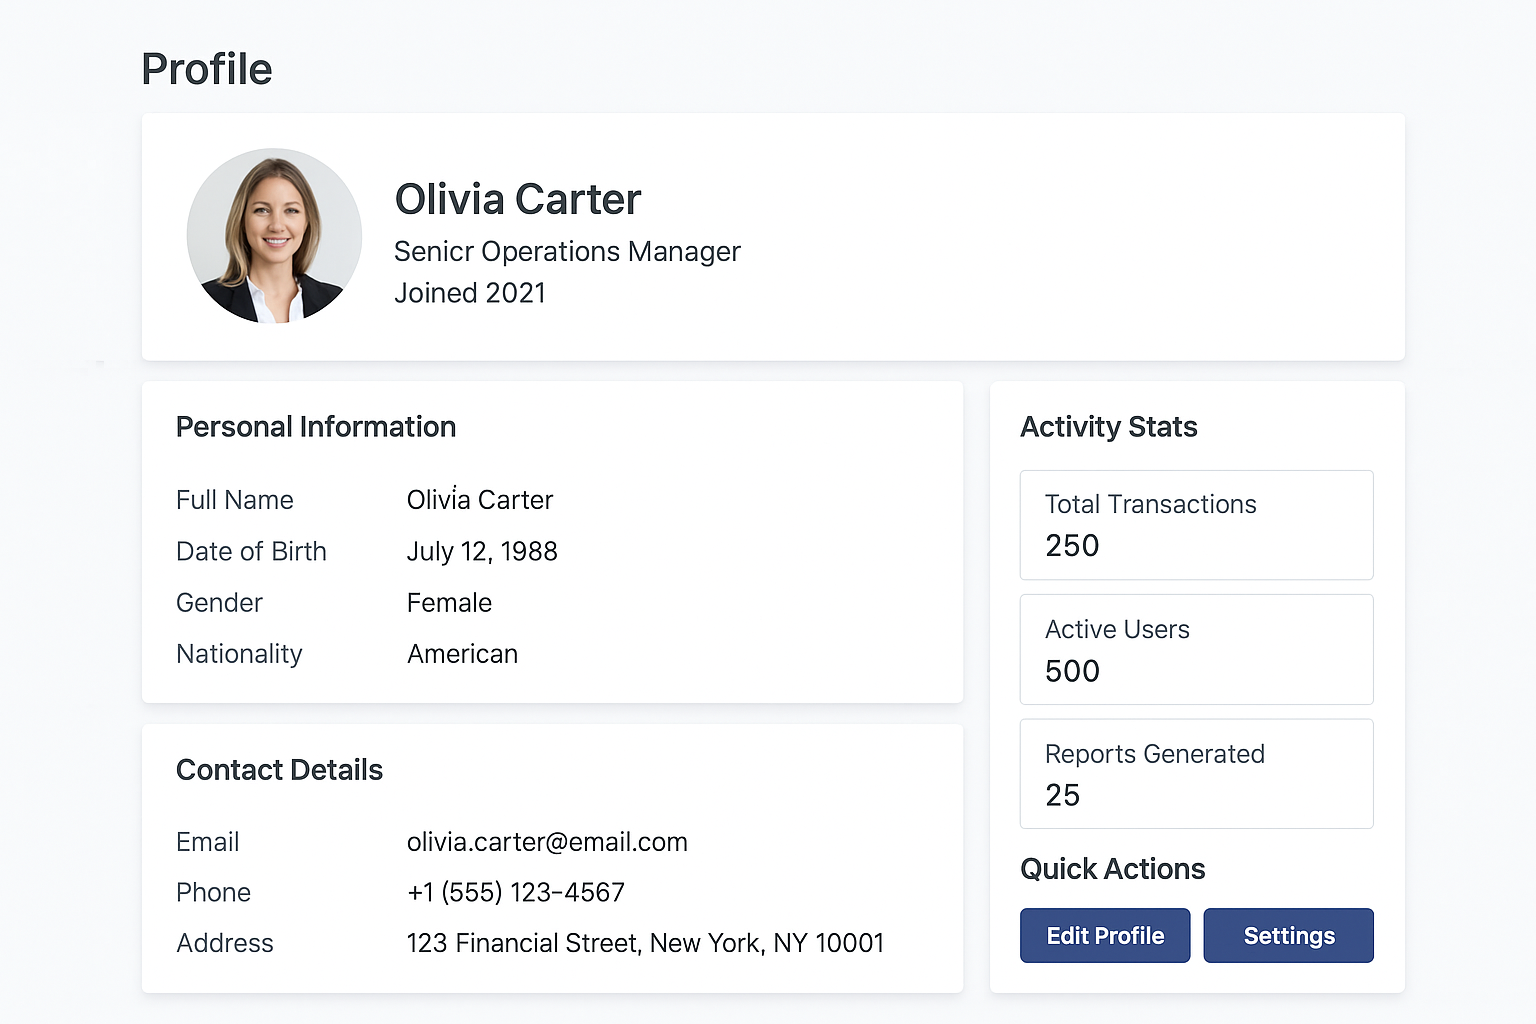 Profile
Olivia Carter
Senicr Operations Manager
Joined 2021
Personal Information
Full Name Olivia Carter
Date of Birth July 12, 1988
Gender Female
Nationality American
Contact Details
Email olivia.carter@email.com
Phone +1 (555) 123-4567
Address 123 Financial Street, New York, NY 10001
Activity Stats
Total Transactions
250
Active Users
500
Reports Generated
25
Quick Actions
Edit Profile Settings